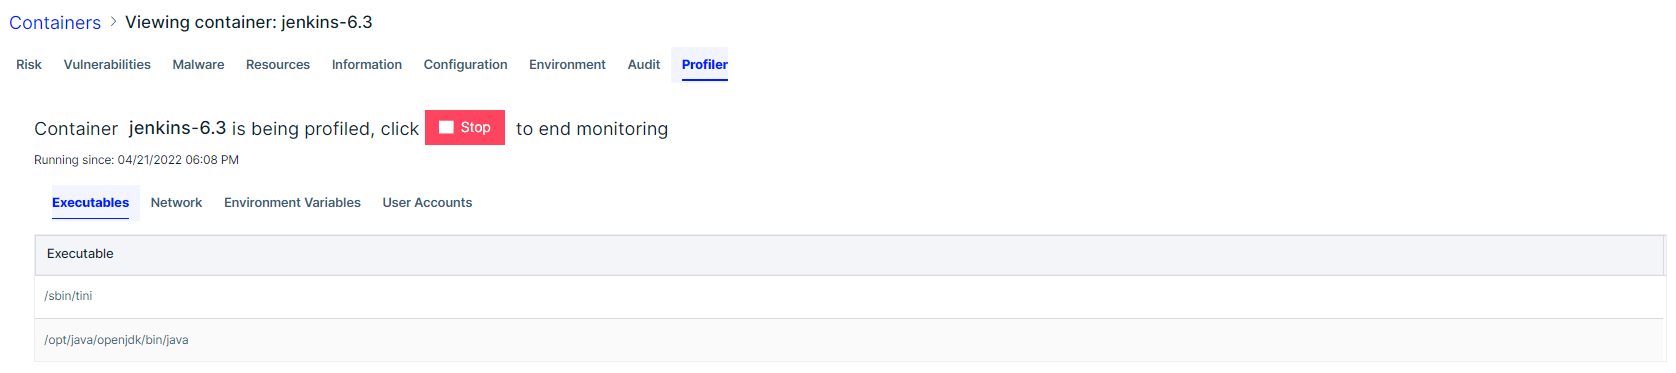 Containers > Viewing container: jenkins-6.3
Risk Vulnerabilities Malware Resources Information Configuration Environment Audit Profiler
Container jenkins-6.3 is being profiled, click Stop to end monitoring
Running since: 04/21/2022 06:08 PM
Executables Network Environment Variables User Accounts
Executable
/sbin/tini
/opt/java/openjdk/bin/java